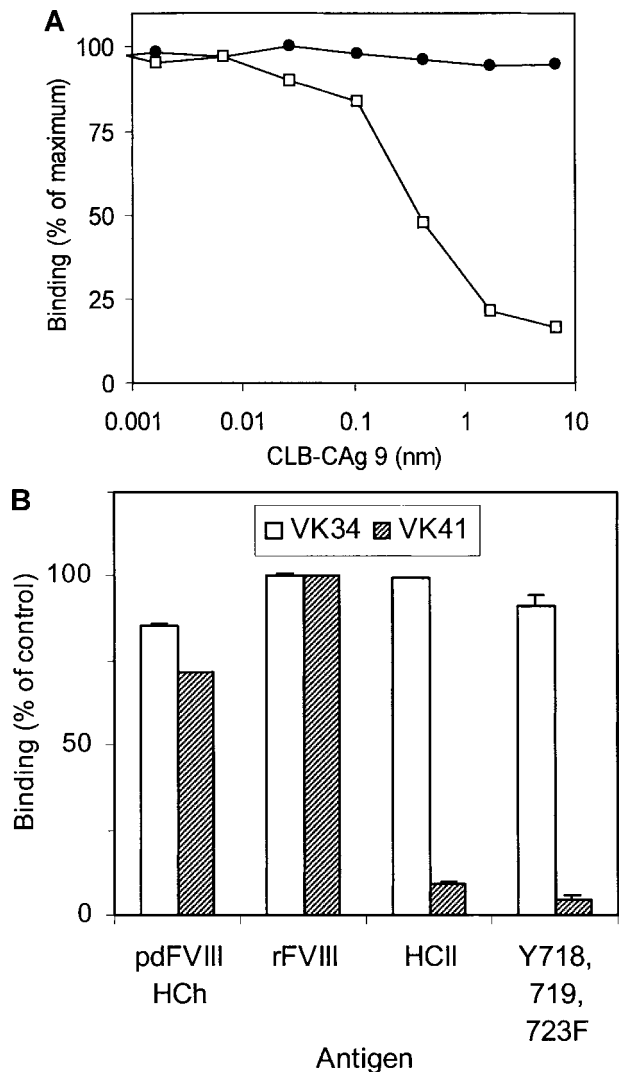 A
Binding (% of maximum)
100
75
50
25
0
0.001 0.01 0.1 1 10
CLB-CAg 9 (nm)
B
VK34 VK41
Binding (% of control)
100
50
0
pdFVIII rFVIII HCII Y718,
HCh 719,
723F
Antigen